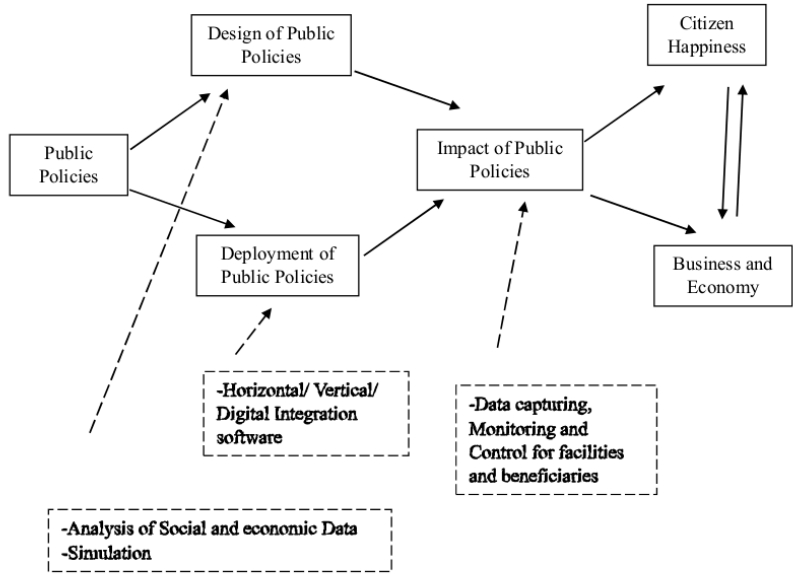 Design of Public
Policies
Citizen
Happiness
Public
Policies
Impact of Public
Policies
Deployment of
Public Policies
Business and
Economy
-Horizontal/ Vertical/
Digital Integration
software
-Data capturing,
Monitoring and
Control for facilities
and beneficiaries
-Analysis of Social and economic Data
-Simulation